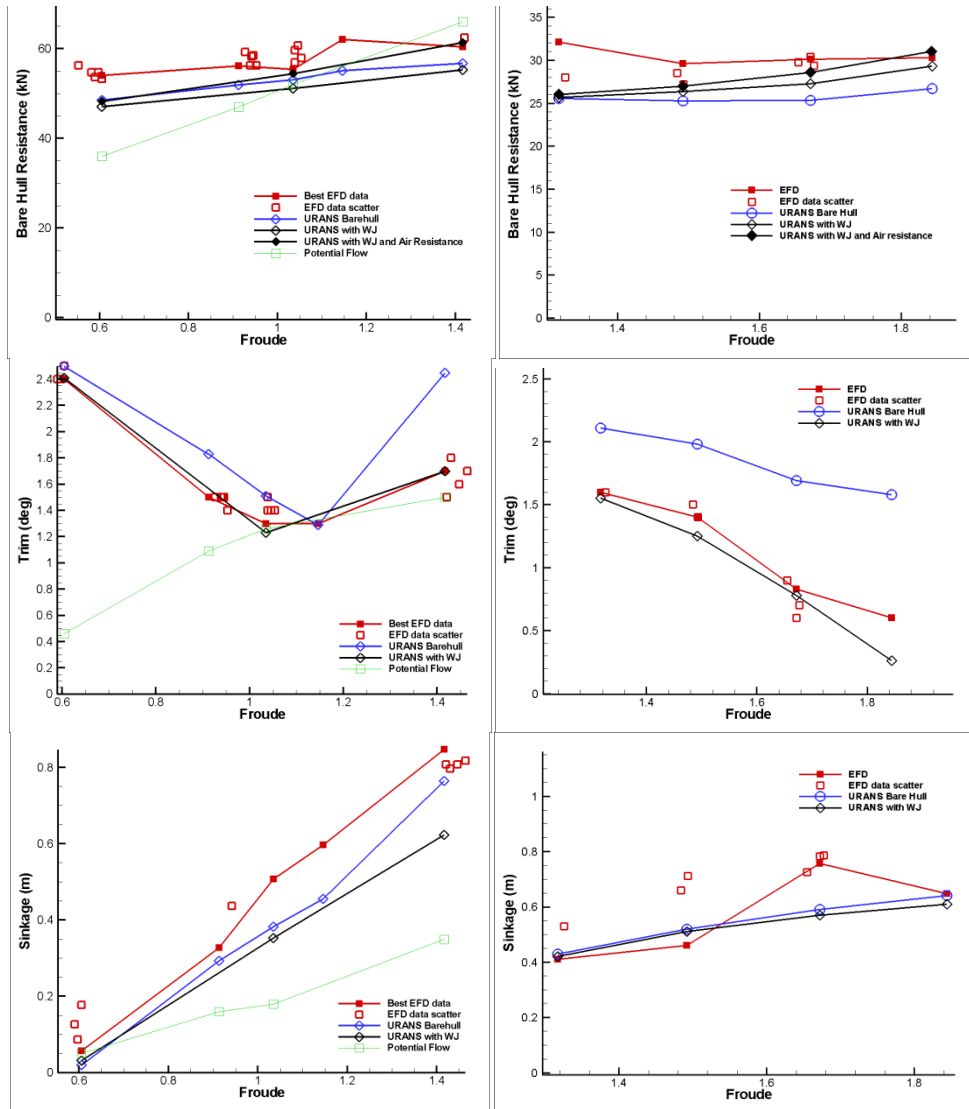 Bare Hull Resistance (kN)
60
40
20
0
0.6
0.8
1
1.2
1.4
Froude
Best EFD data
EFD data scatter
URANS Barehull
URANS with WJ
URANS with WJ and Air Resistance
Potential Flow
Bare Hull Resistance (kN)
35
30
25
20
15
10
5
0
1.4
1.6
1.8
Froude
EFD
EFD data scatter
URANS Bare Hull
URANS with WJ
URANS with WJ and Air resistance
Trim (deg)
2.4
2.2
2
1.8
1.6
1.4
1.2
1
0.8
0.6
0.4
0.2
0
0.6
0.8
1
1.2
1.4
Froude
Best EFD data
EFD data scatter
URANS Barehull
URANS with WJ
Potential Flow
Trim (deg)
2.5
2
1.5
1
0.5
0
1.4
1.6
1.8
Froude
EFD
EFD data scatter
URANS Bare Hull
URANS with WJ
Sinkage (m)
0.8
0.6
0.4
0.2
0
0.6
0.8
1
1.2
1.4
Froude
Best EFD data
EFD data scatter
URANS Barehull
URANS with WJ
Potential Flow
Sinkage (m)
1
0.8
0.6
0.4
0.2
0
1.4
1.6
1.8
Froude
EFD
EFD data scatter
URANS Bare Hull
URANS with WJ